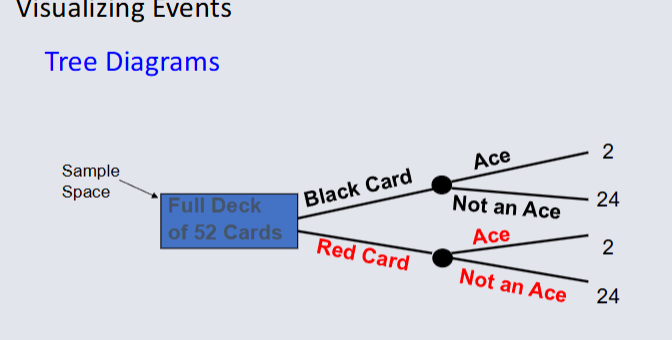 Visualizing Events
Tree Diagrams
Sample
Space
Full Deck
of 52 Cards
Black Card
Ace
2
Not an Ace
24
Red Card
Ace
2
Not an Ace
24